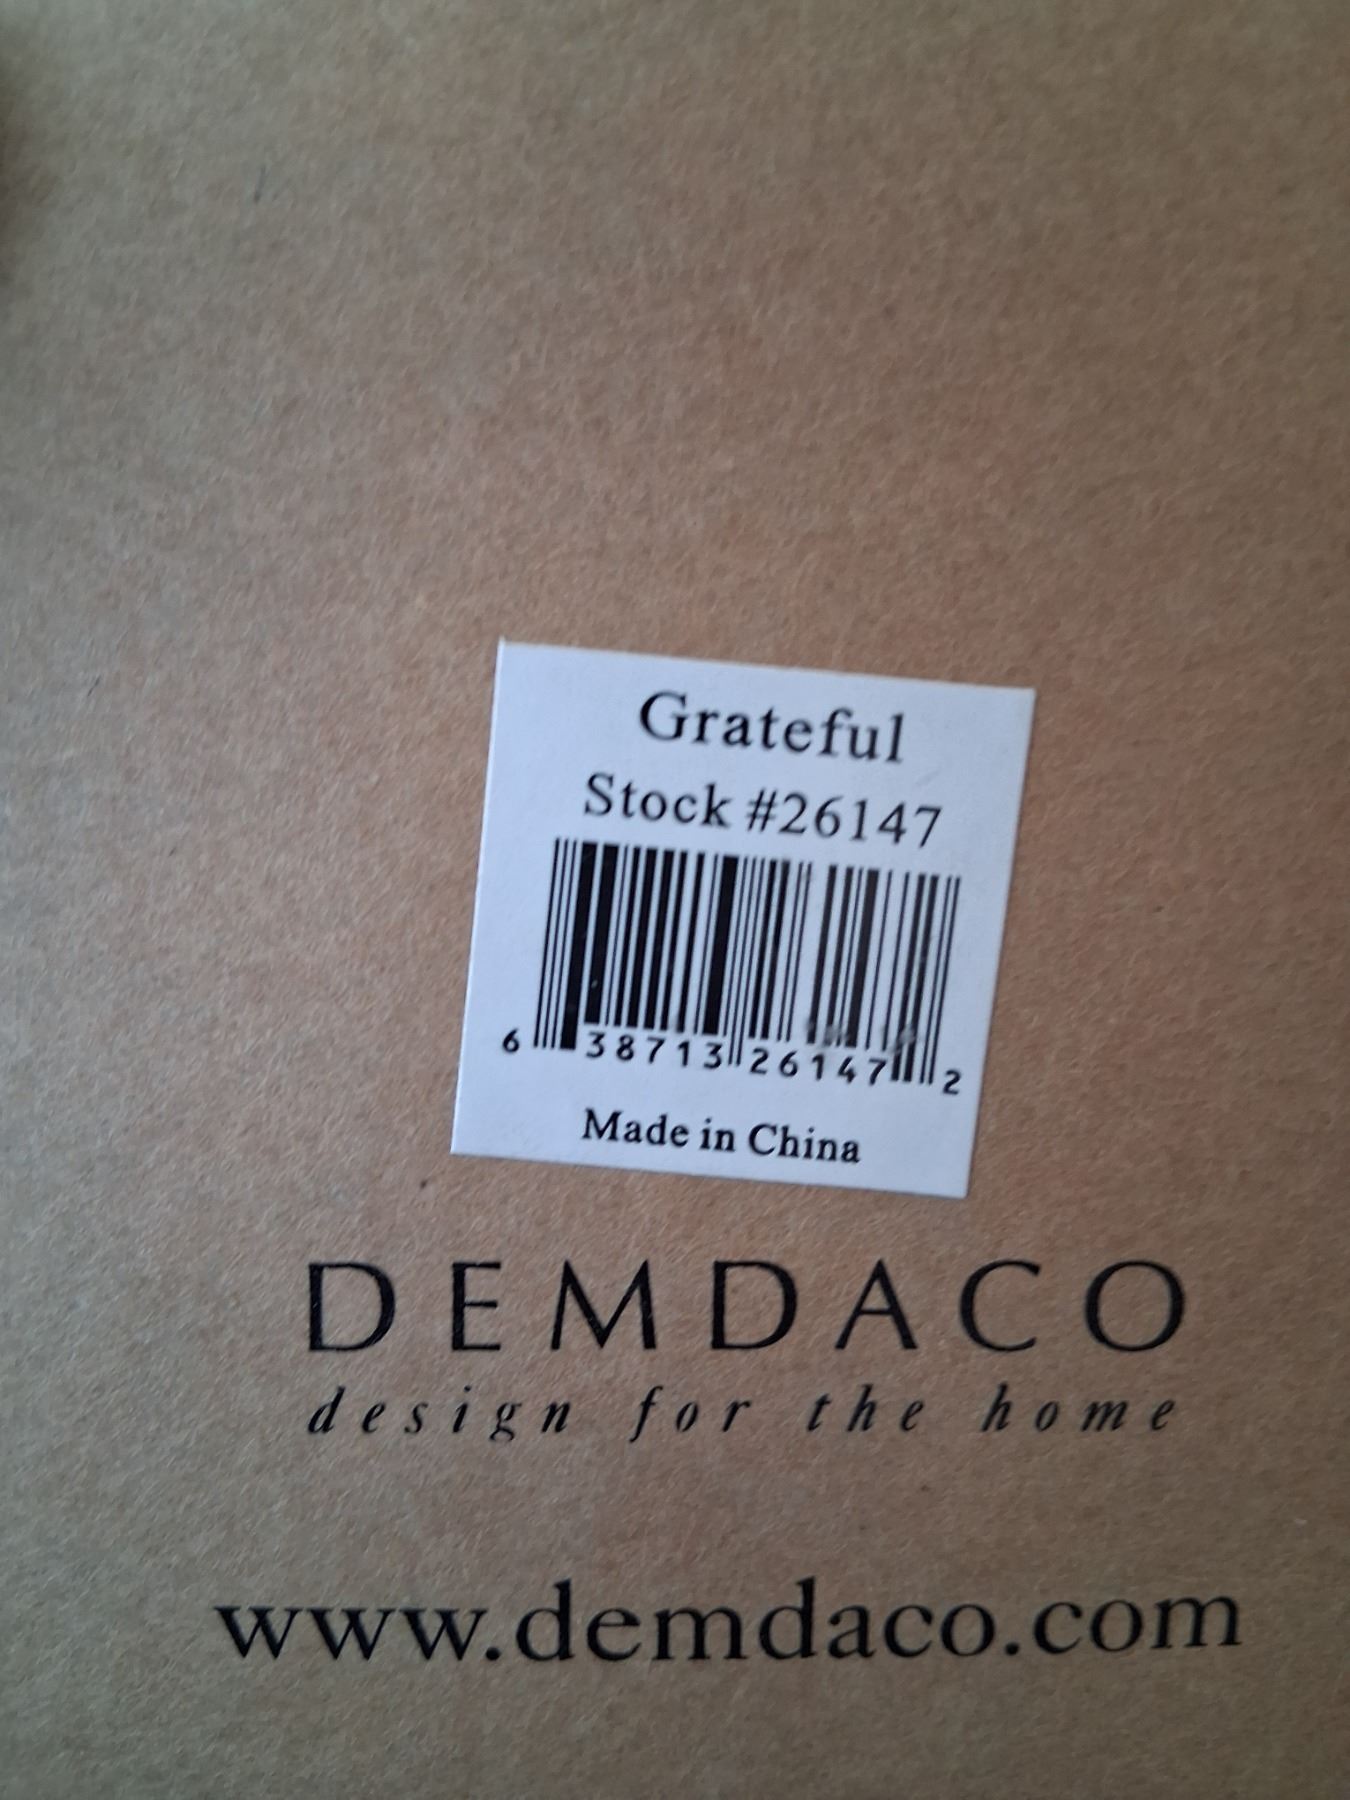 Grateful
Stock #26147
6 38713 26147 2
Made in China
DEMDACO
design for the home
www.demdaco.com